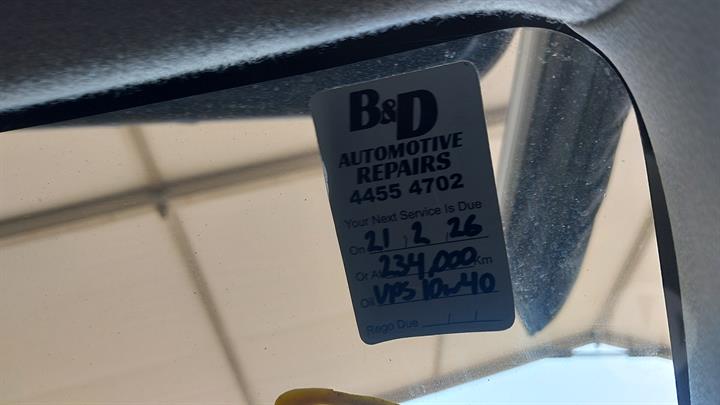 B&D
AUTOMOTIVE
REPAIRS
4455 4702
Your Next Service Is Due
On 21 / 2 / 26
Or At 234,000 Km
Oil VPS 10w40
Rego Due / /